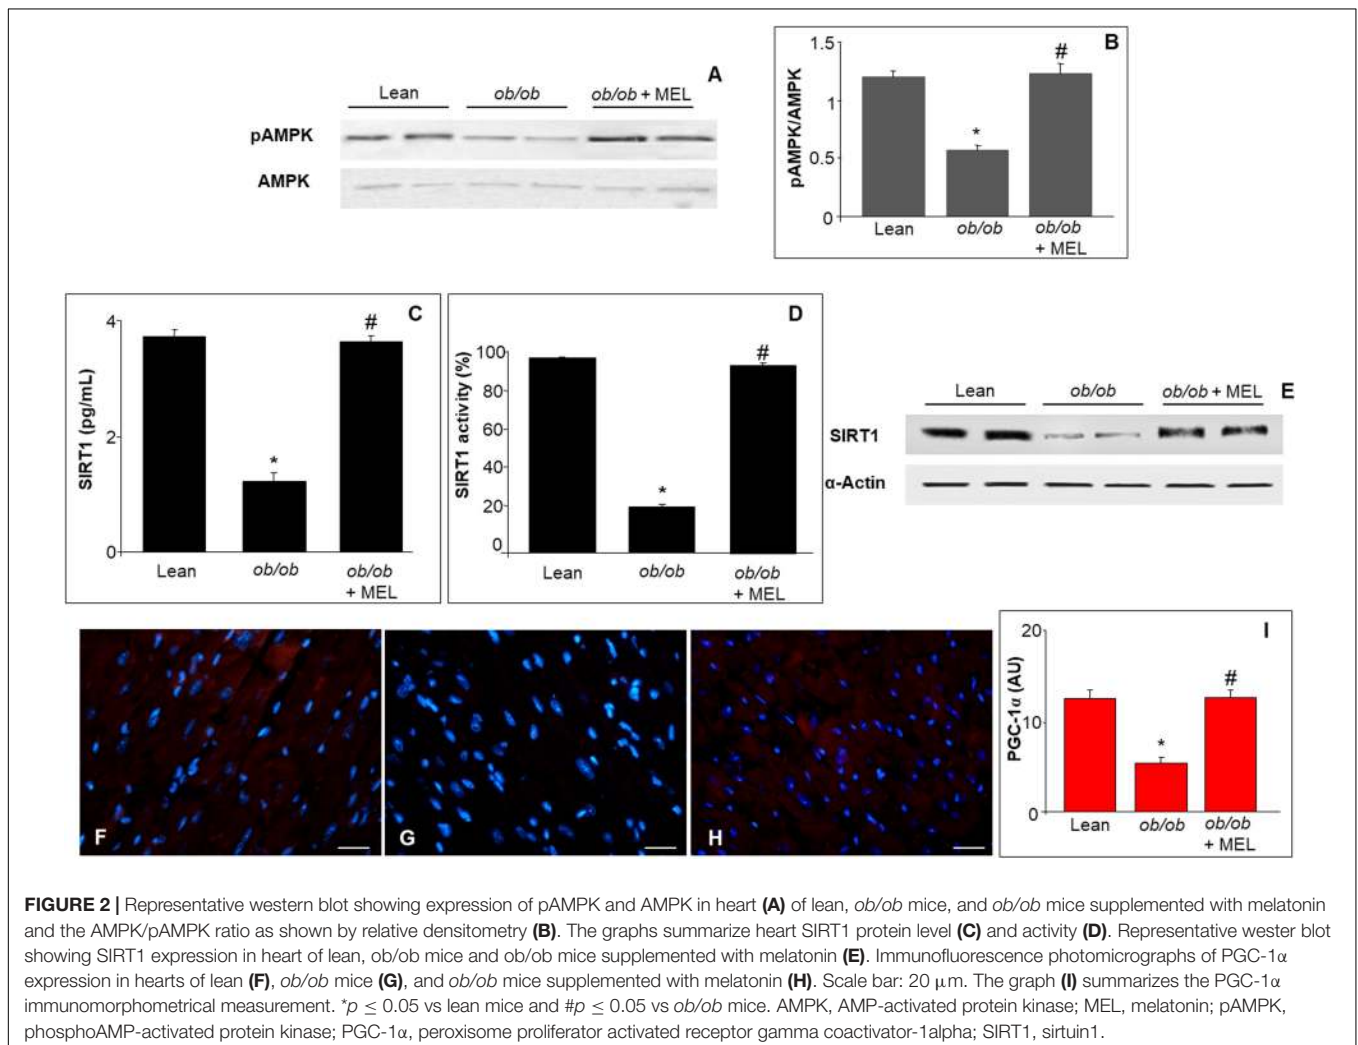 A
Lean ob/ob ob/ob + MEL
pAMPK
AMPK
B
1.5
1
0.5
0
pAMPK/AMPK
*
#
Lean ob/ob ob/ob
+ MEL
C
4
2
0
SIRT1 (pg/mL)
*
#
Lean ob/ob ob/ob
+ MEL
D
100
80
60
40
20
0
SIRT1 activity (%)
*
#
Lean ob/ob ob/ob
+ MEL
E
Lean ob/ob ob/ob + MEL
SIRT1
α-Actin
F
G
H
I
20
10
0
PGC-1α (AU)
*
#
Lean ob/ob ob/ob
+ MEL
FIGURE 2 | Representative western blot showing expression of pAMPK and AMPK in heart (A) of lean, ob/ob mice, and ob/ob mice supplemented with melatonin
and the AMPK/pAMPK ratio as shown by relative densitometry (B). The graphs summarize heart SIRT1 protein level (C) and activity (D). Representative wester blot
showing SIRT1 expression in heart of lean, ob/ob mice and ob/ob mice supplemented with melatonin (E). Immunofluorescence photomicrographs of PGC-1α
expression in hearts of lean (F), ob/ob mice (G), and ob/ob mice supplemented with melatonin (H). Scale bar: 20 μm. The graph (I) summarizes the PGC-1α
immunomorphometrical measurement. *p ≤ 0.05 vs lean mice and #p ≤ 0.05 vs ob/ob mice. AMPK, AMP-activated protein kinase; MEL, melatonin; pAMPK,
phosphoAMP-activated protein kinase; PGC-1α, peroxisome proliferator activated receptor gamma coactivator-1alpha; SIRT1, sirtuin1.